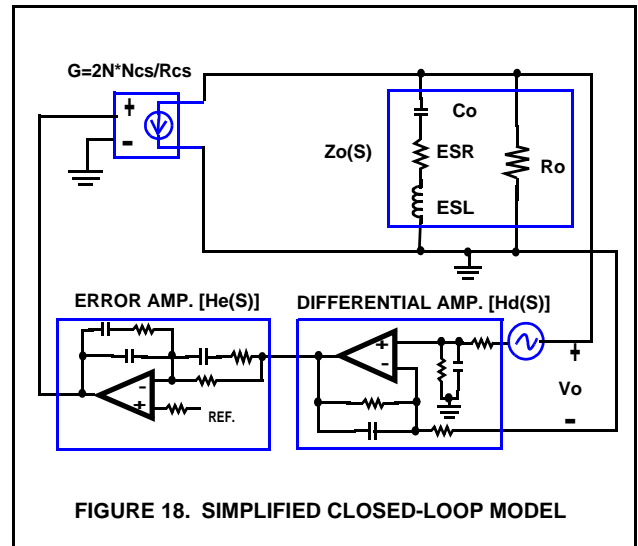 G=2N*Ncs/Rcs
+
-
Co
Zo(S)
ESR
Ro
ESL
ERROR AMP. [He(S)]
DIFFERENTIAL AMP. [Hd(S)]
+
-
-
+
REF.
+
Vo
-
FIGURE 18. SIMPLIFIED CLOSED-LOOP MODEL